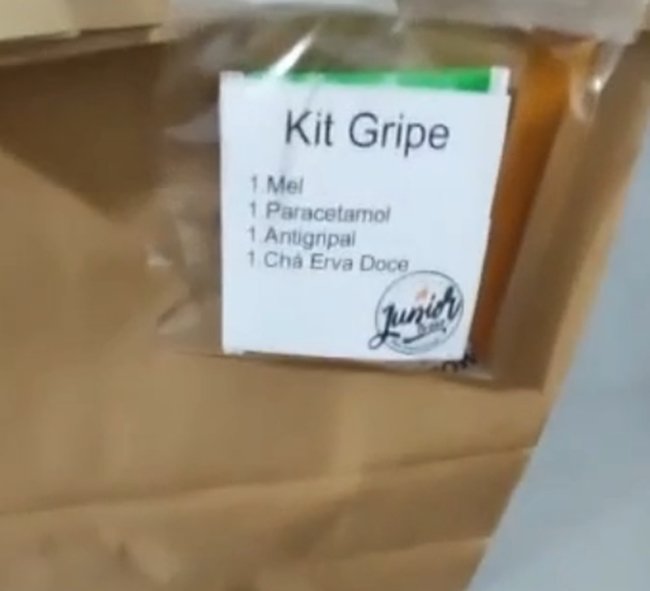 Kit Gripe
1 Mel
1 Paracetamol
1 Antigripal
1 Chá Erva Doce
Junior